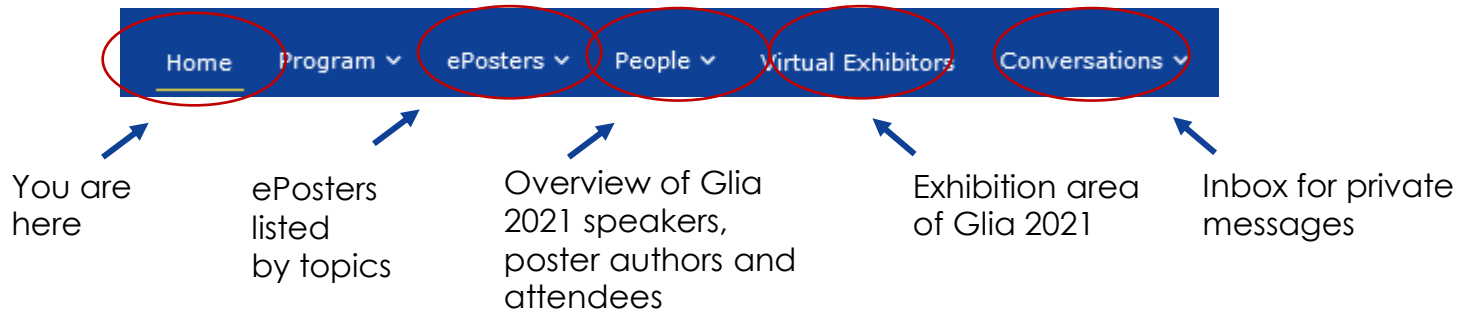 Home Program ePosters People Virtual Exhibitors Conversations
You are
here
ePosters
listed
by topics
Overview of Glia
2021 speakers,
poster authors and
attendees
Exhibition area
of Glia 2021
Inbox for private
messages